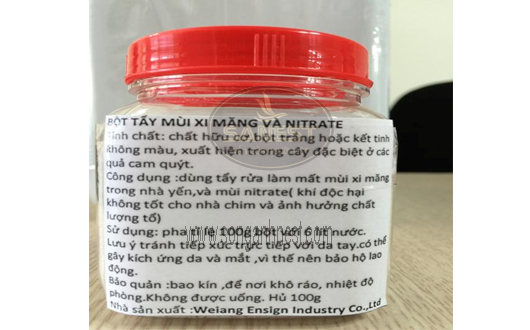 BỘT TẨY MÙI XI MĂNG VÀ NITRATE
Tính chất: chất hữu cơ,bột trắng hoặc kết tinh
không màu, xuất hiện trong cây đặc biệt ở các
quả cam quýt.
Công dụng :dùng tẩy rửa làm mất mùi xi măng
trong nhà yến,và mùi nitrate( khí độc hại
không tốt cho nhà chim và ảnh hưởng chất
lượng tổ)
Sử dụng: pha tỉ lệ 100g bột với 6 lit nước.
Lưu ý tránh tiếp xúc trực tiếp với da tay.có thể
gây kích ứng da và mắt ,vì thế nên bảo hộ lao
động.
Bảo quản :bao kín ,để nơi khô ráo, nhiệt độ
phòng.Không được uống. Hủ 100g
Nhà sản xuất :Weiang Ensign Industry Co.,Ltd